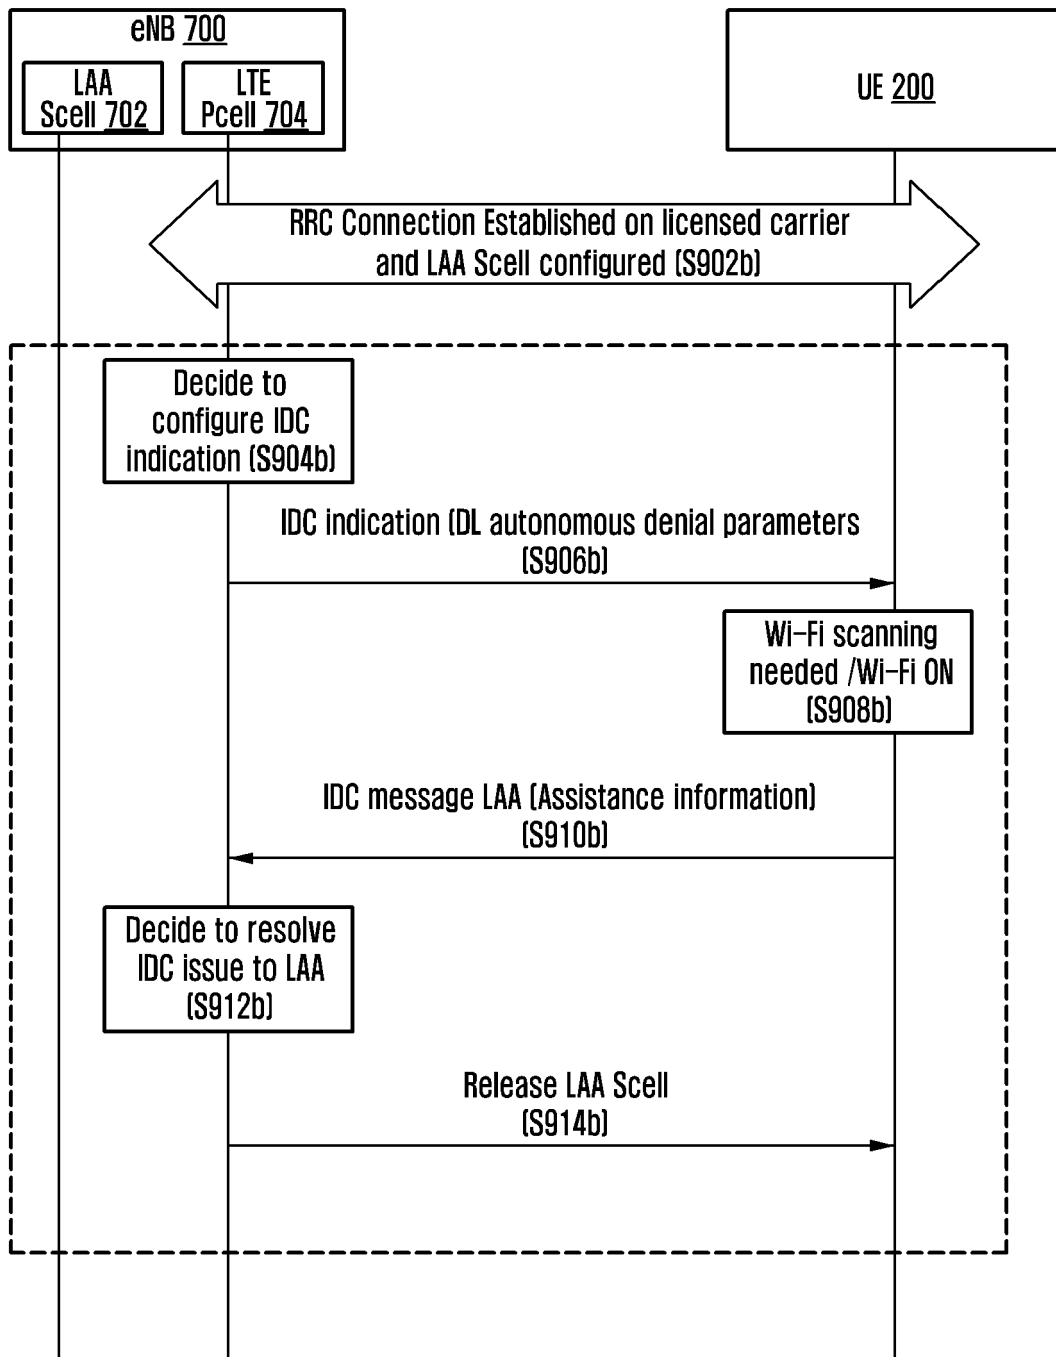 eNB 700
LAA
Scell 702
LTE
Pcell 704
UE 200
RRC Connection Established on licensed carrier
and LAA Scell configured (S902b)
Decide to
configure IDC
indication (S904b)
IDC indication (DL autonomous denial parameters
(S906b)
Wi-Fi scanning
needed /Wi-Fi ON
(S908b)
IDC message LAA (Assistance information)
(S910b)
Decide to resolve
IDC issue to LAA
(S912b)
Release LAA Scell
(S914b)